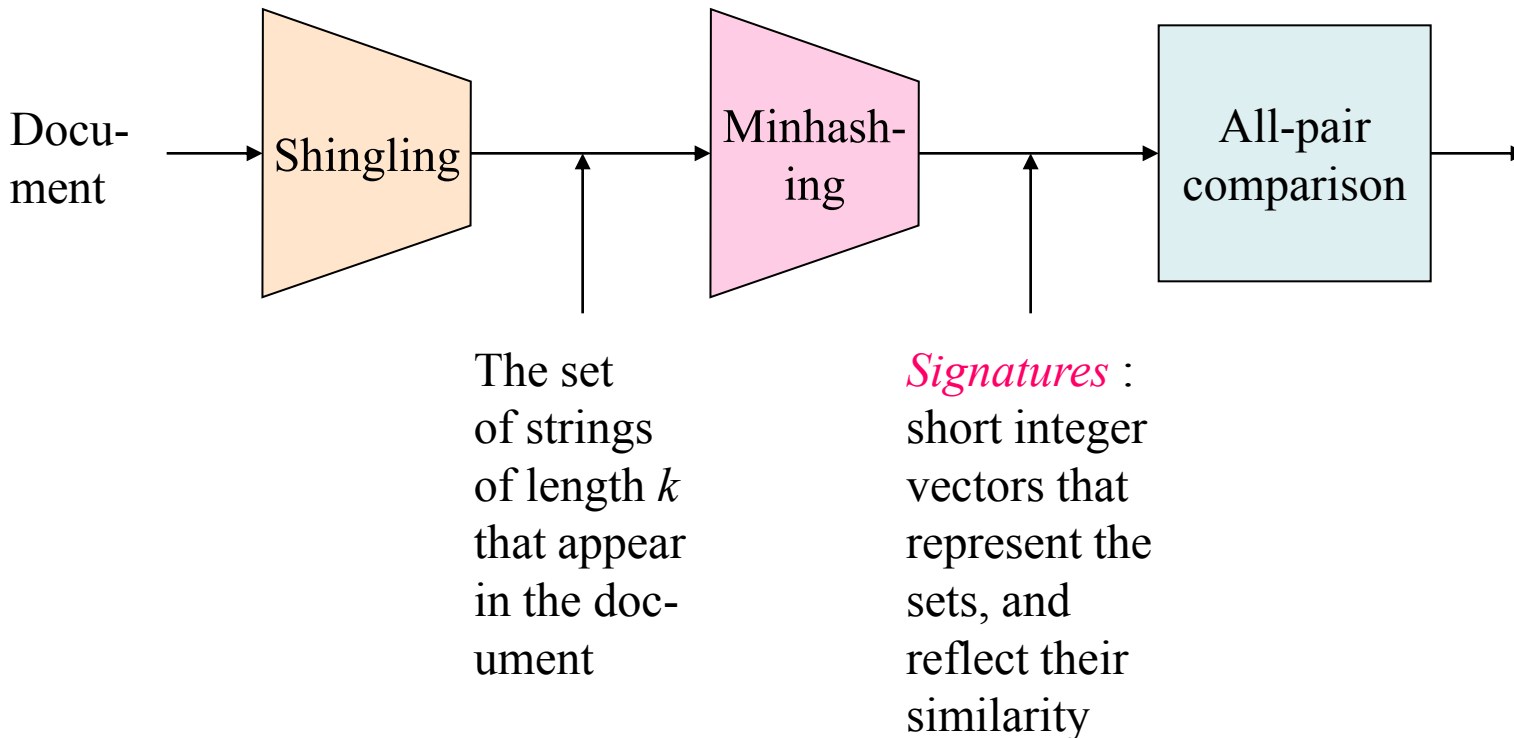 Docu-
ment
Shingling
Minhash-
ing
All-pair
comparison
The set
of strings
of length k
that appear
in the doc-
ument
Signatures :
short integer
vectors that
represent the
sets, and
reflect their
similarity